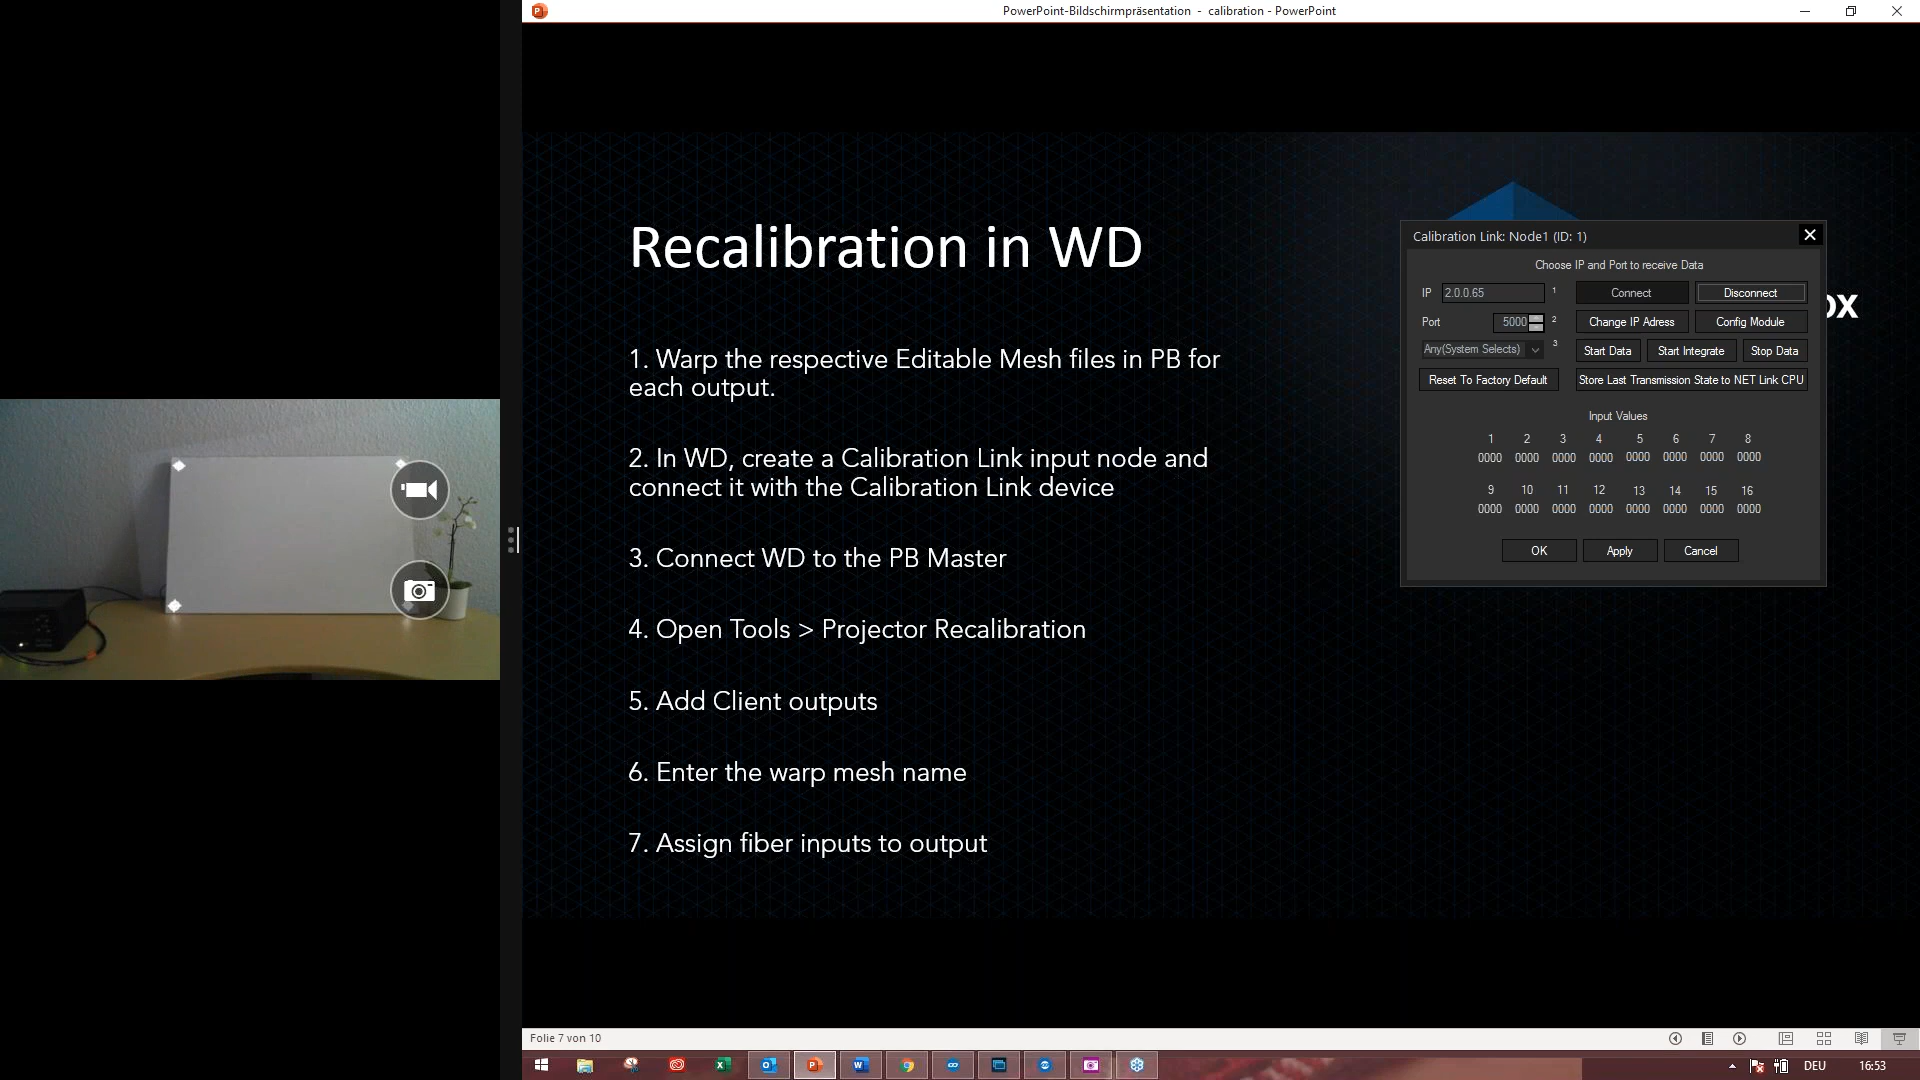 PowerPoint-Bildschirmpräsentation - calibration - PowerPoint
Recalibration in WD
1. Warp the respective Editable Mesh files in PB for
each output.
2. In WD, create a Calibration Link input node and
connect it with the Calibration Link device
3. Connect WD to the PB Master
4. Open Tools > Projector Recalibration
5. Add Client outputs
6. Enter the warp mesh name
7. Assign fiber inputs to output
ox
Calibration Link: Node1 (ID: 1)
Choose IP and Port to receive Data
IP 2.0.0.65 1 Connect Disconnect
Port 5000 2 Change IP Adress Config Module
Any(System Selects) 3 Start Data Start Integrate Stop Data
Reset To Factory Default Store Last Transmission State to NET Link CPU
Input Values
1 2 3 4 5 6 7 8
0000 0000 0000 0000 0000 0000 0000 0000
9 10 11 12 13 14 15 16
0000 0000 0000 0000 0000 0000 0000 0000
OK Apply Cancel
Folie 7 von 10
DEU 16:53